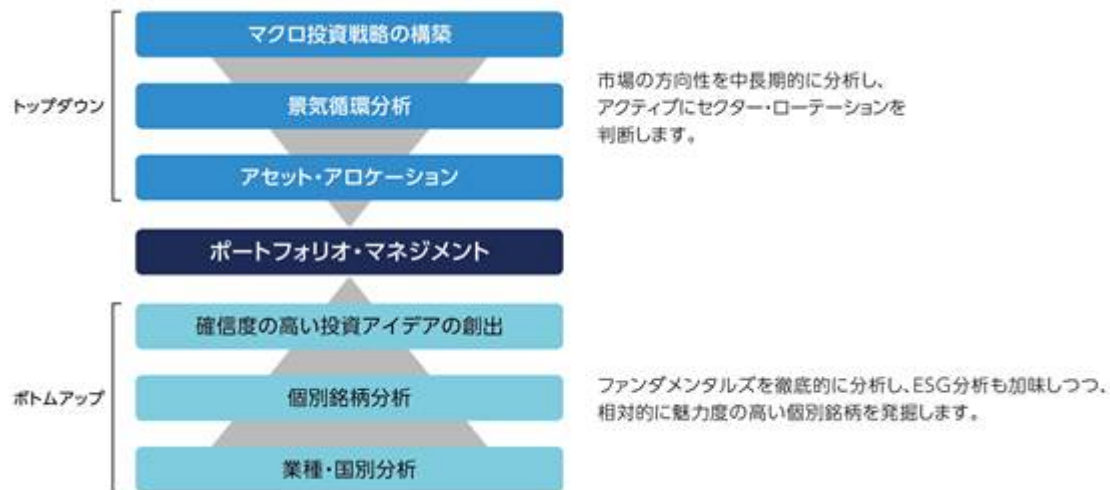 マクロ投資戦略の構築
トップダウン
景気循環分析
アセット・アロケーション
市場の方向性を中長期的に分析し、
アクティブにセクター・ローテーションを
判断します。
ポートフォリオ・マネジメント
確信度の高い投資アイデアの創出
ボトムアップ
個別銘柄分析
業種・国別分析
ファンダメンタルズを徹底的に分析し、ESG分析も加味しつつ、
相対的に魅力度の高い個別銘柄を発掘します。